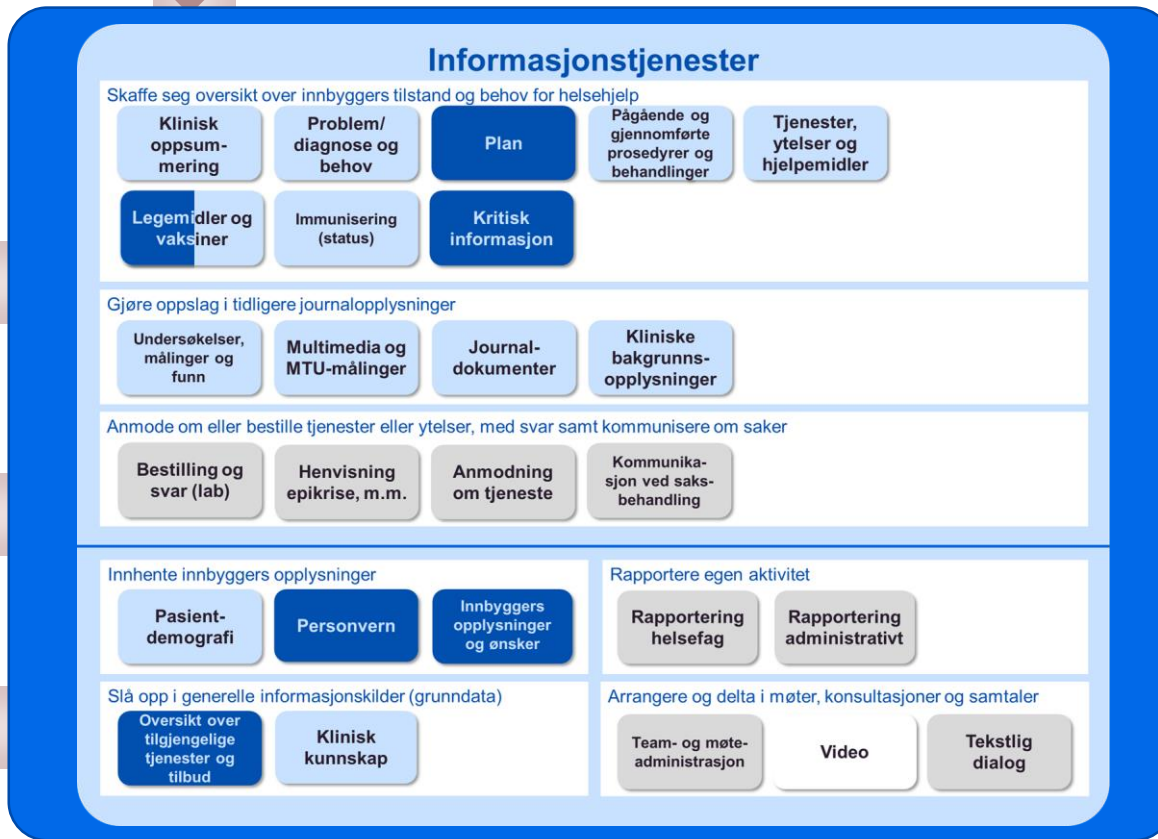 Informasjonstjenester
Skaffe seg oversikt over innbyggers tilstand og behov for helsehjelp
Klinisk
oppsum-
mering
Problem/
diagnose og
behov
Plan
Pågående og
gjennomførte
prosedyrer og
behandlinger
Tjenester,
ytelser og
hjelpemidler
Legemidler og
vaksiner
Immunisering
(status)
Kritisk
informasjon
Gjøre oppslag i tidligere journalopplysninger
Undersøkelser,
målinger og
funn
Multimedia og
MTU-målinger
Journal-
dokumenter
Kliniske
bakgrunns-
opplysninger
Anmode om eller bestille tjenester eller ytelser, med svar samt kommunisere om saker
Bestilling og
svar (lab)
Henvisning
epikrise, m.m.
Anmodning
om tjeneste
Kommunika-
sjon ved saks-
behandling
Innhente innbyggers opplysninger
Pasient-
demografi
Personvern
Innbyggers
opplysninger
og ønsker
Rapportere egen aktivitet
Rapportering
helsefag
Rapportering
administrativt
Slå opp i generelle informasjonskilder (grunndata)
Oversikt over
tilgjengelige
tjenester og
tilbud
Klinisk
kunnskap
Arrangere og delta i møter, konsultasjoner og samtaler
Team- og møte-
administrasjon
Video
Tekstlig
dialog